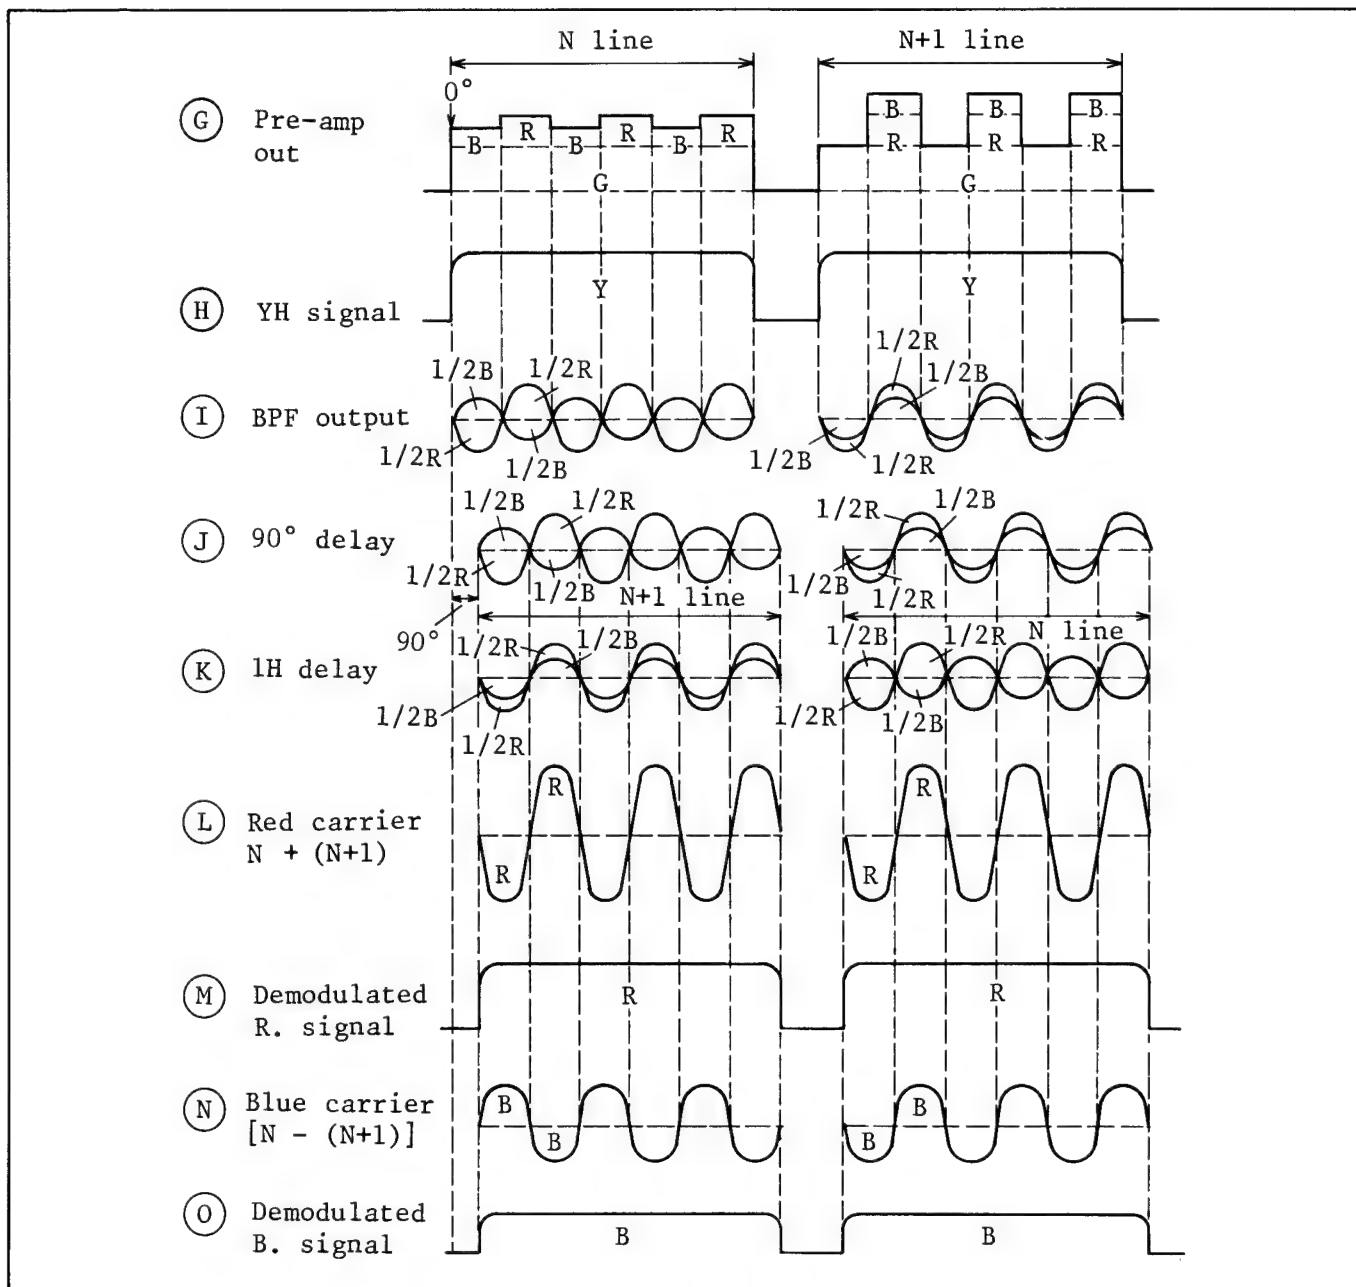 N line N+1 line
0°
G Pre-amp out
B R B R B R
G
B B B
R R R
G
H YH signal
Y Y
I BPF output
1/2B 1/2R
1/2R 1/2B
1/2R
1/2B
1/2B 1/2R
J 90° delay
1/2B 1/2R
1/2R 1/2B
1/2R 1/2B
1/2B 1/2R
90°
N+1 line N line
K 1H delay
1/2R 1/2B
1/2B
1/2R
1/2B 1/2R
1/2R 1/2B
L Red carrier
N + (N+1)
R R
R R
M Demodulated
R. signal
R R
N Blue carrier
[N - (N+1)]
B B
B B
O Demodulated
B. signal
B B